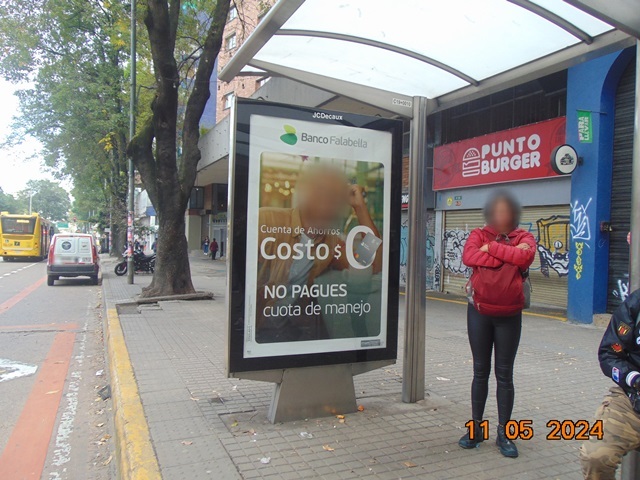 JCDecaux
Banco Falabella
Cuenta de Ahorros
Costo $0
NO PAGUES
cuota de manejo
PUNTO
BURGER
11 05 2024